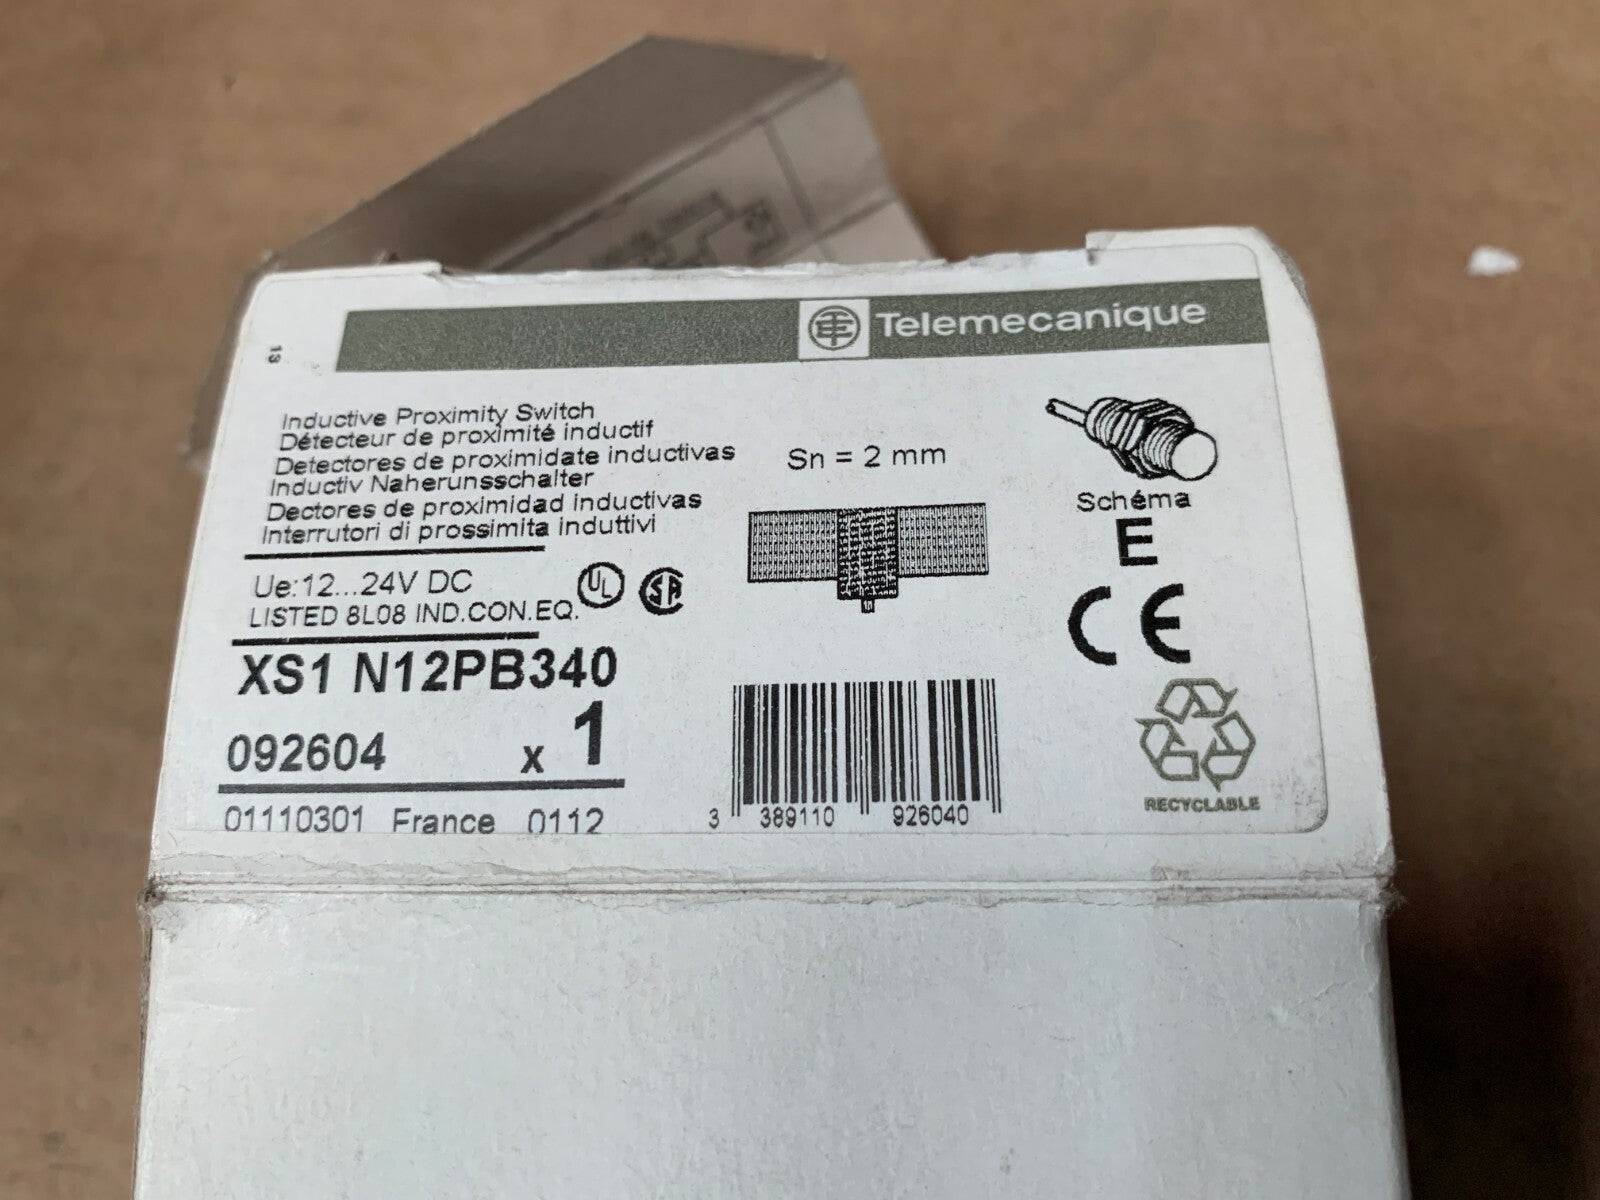 Telemecanique
13
Inductive Proximity Switch
Détecteur de proximité inductif
Detectores de proximidate inductivas
Inductiv Naherunsschalter
Dectores de proximidad inductivas
Interrutori di prossimita induttivi
Sn = 2 mm
Schéma
E
Ue:12...24V DC
UL
SA
LISTED 8L08 IND.CON.EQ.
CE
XS1 N12PB340
092604 x 1
01110301 France 0112
3 389110 926040
RECYCLABLE